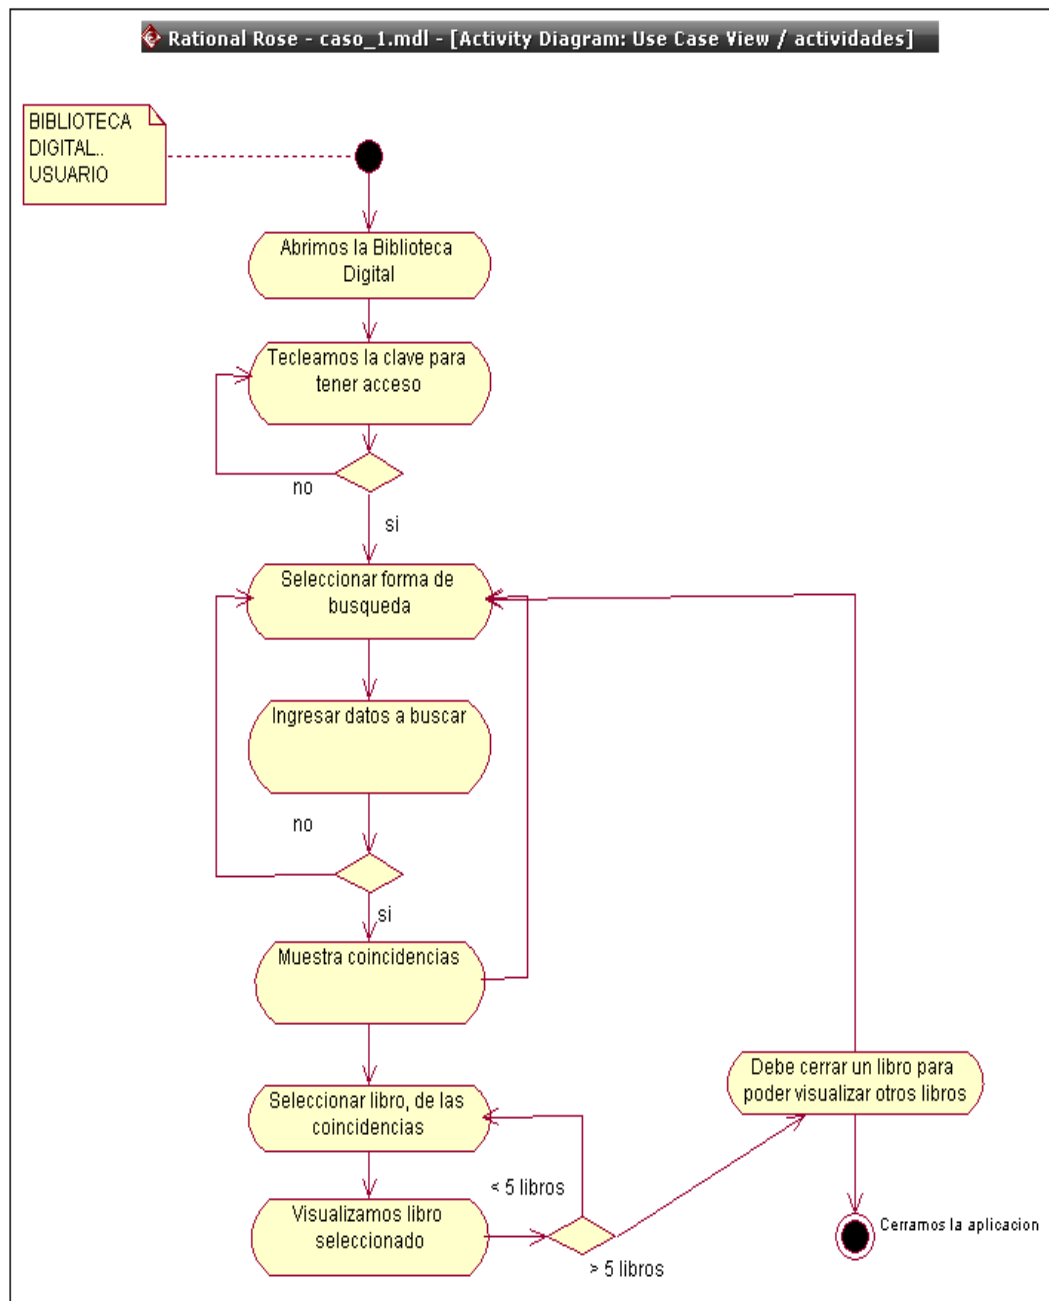 Rational Rose - caso_1.mdl - [Activity Diagram: Use Case View / actividades]
BIBLIOTECA
DIGITAL..
USUARIO
Abrimos la Biblioteca
Digital
Tecleamos la clave para
tener acceso
no
si
Seleccionar forma de
busqueda
Ingresar datos a buscar
no
si
Muestra coincidencias
Seleccionar libro, de las
coincidencias
Debe cerrar un libro para
poder visualizar otros libros
< 5 libros
Visualizamos libro
seleccionado
> 5 libros
Cerramos la aplicacion